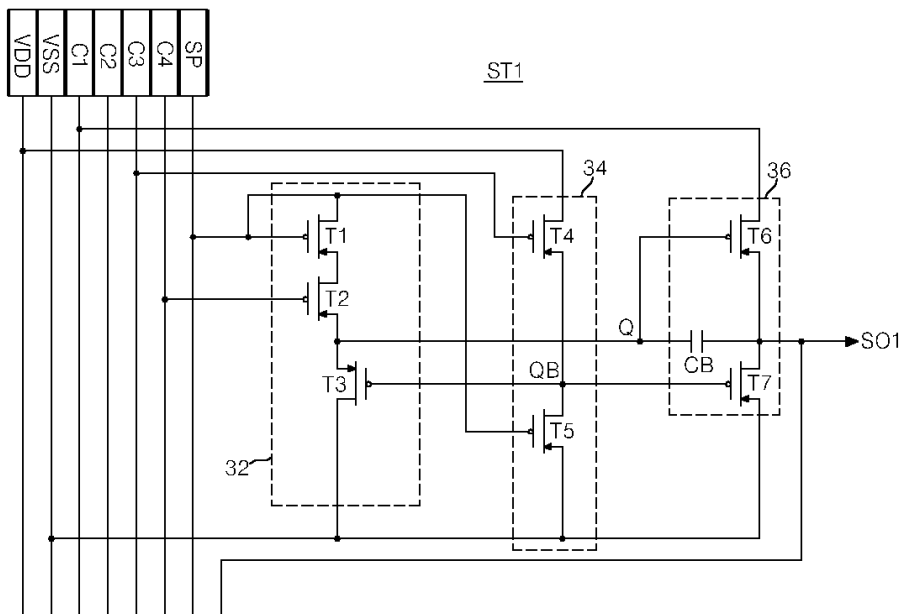 VDD
VSS
C1
C2
C3
C4
SP
ST1
34
36
T1
T4
T6
T2
Q
SO1
CB
T3
QB
T7
T5
32